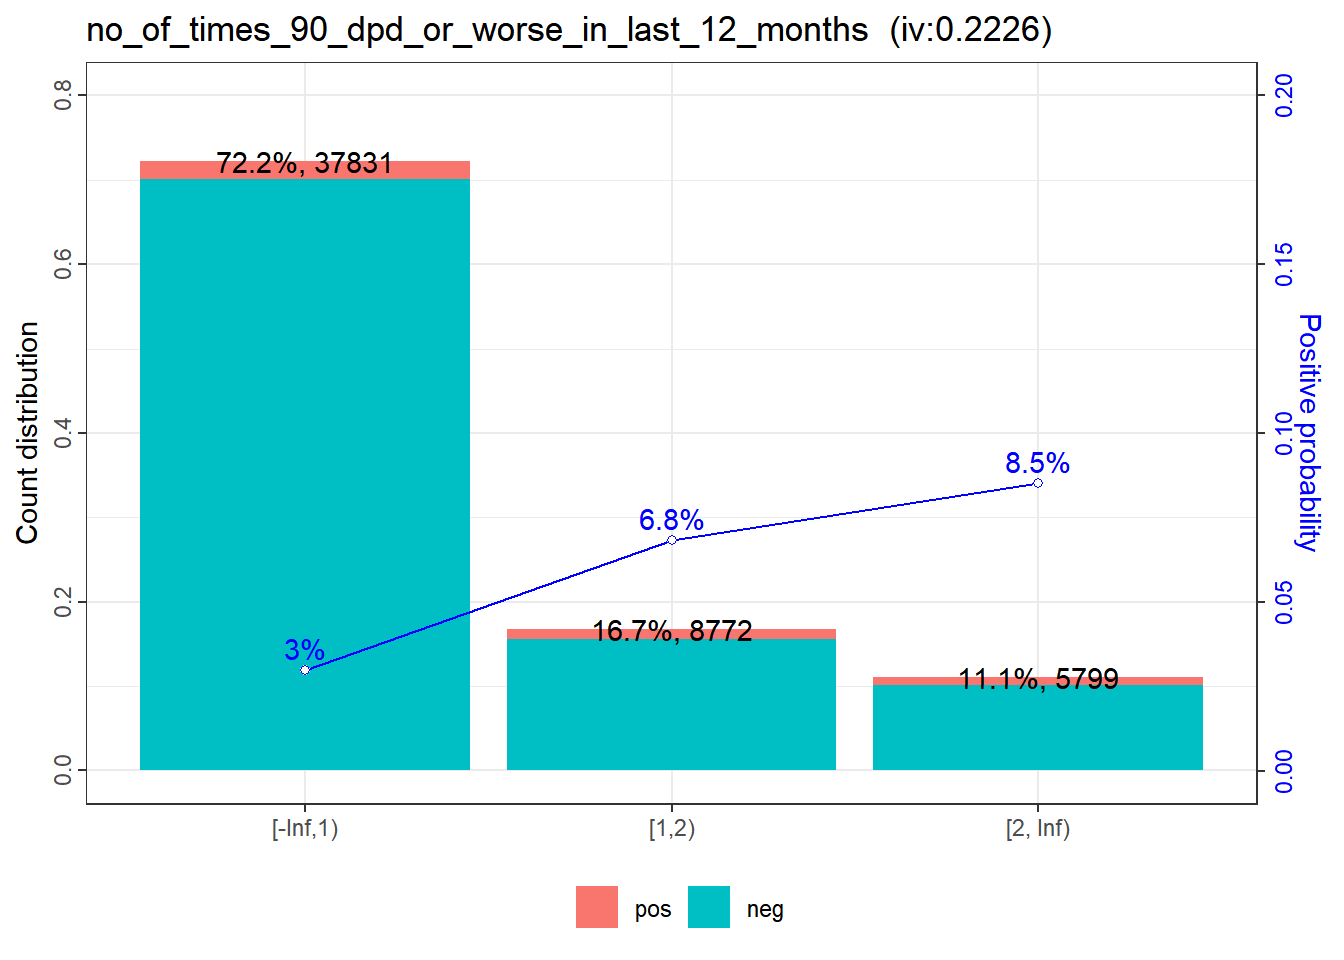 no_of_times_90_dpd_or_worse_in_last_12_months (iv:0.2226)
Count distribution
0.8
0.6
0.4
0.2
0.0
Positive probability
0.20
0.15
0.10
0.05
0.00
72.2%, 37831
16.7%, 8772
11.1%, 5799
3%
6.8%
8.5%
[-Inf,1)
[1,2)
[2, Inf)
pos
neg